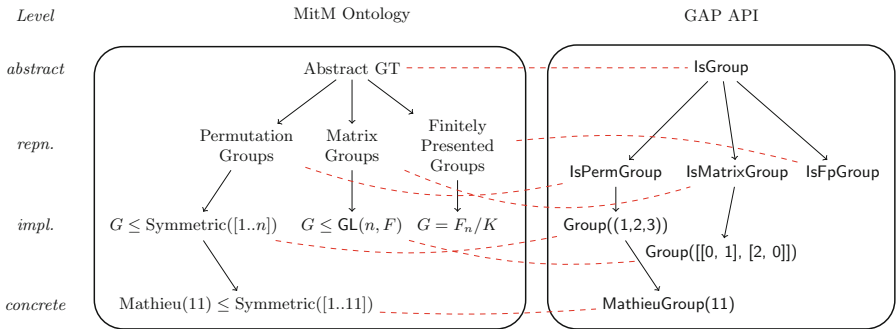 Level MitM Ontology GAP API
abstract Abstract GT IsGroup
repn. Permutation Groups Matrix Groups Finitely Presented Groups
IsPermGroup IsMatrixGroup IsFpGroup
impl. G ≤ Symmetric([1..n]) G ≤ GL(n, F) G = Fₙ/K Group((1,2,3))
Group([[0, 1], [2, 0]])
concrete Mathieu(11) ≤ Symmetric([1..11]) MathieuGroup(11)